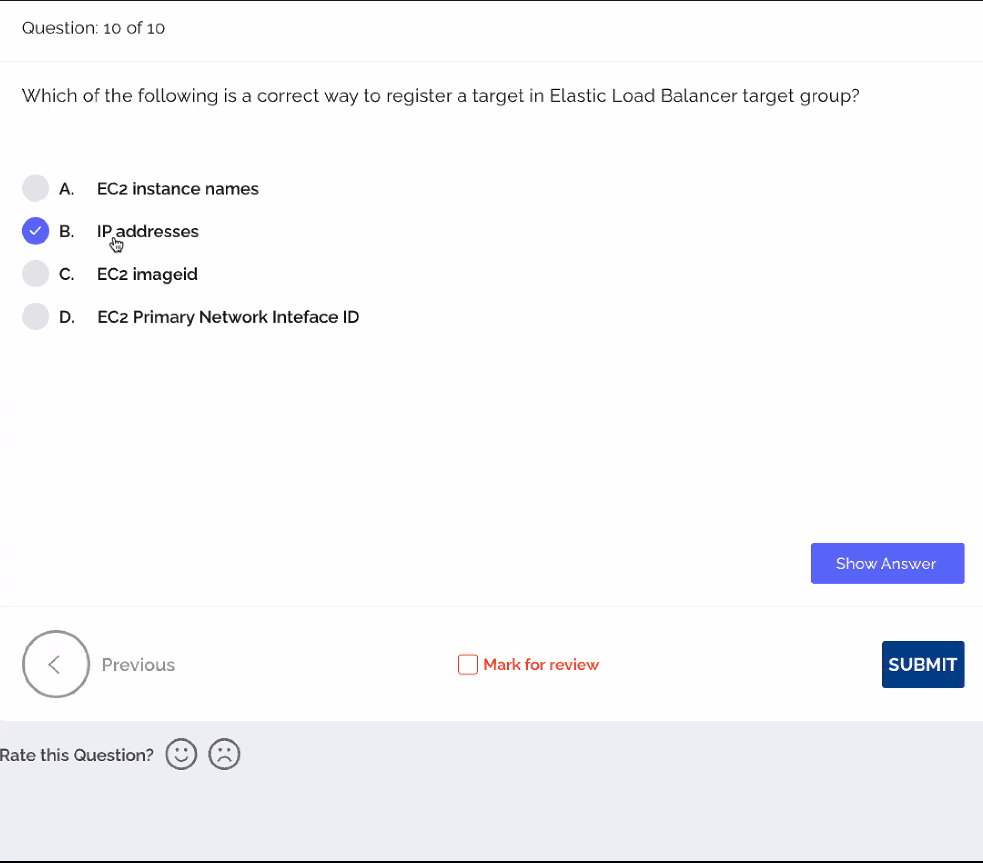 Question: 10 of 10
Which of the following is a correct way to register a target in Elastic Load Balancer target group?
A. EC2 instance names
B. IP addresses
C. EC2 imageid
D. EC2 Primary Network Inteface ID
Show Answer
Previous
Mark for review
SUBMIT
Rate this Question?